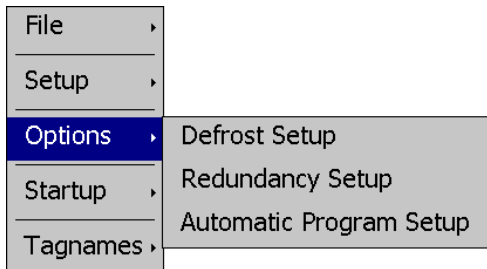 File
Setup
Options
Defrost Setup
Redundancy Setup
Automatic Program Setup
Startup
Tagnames